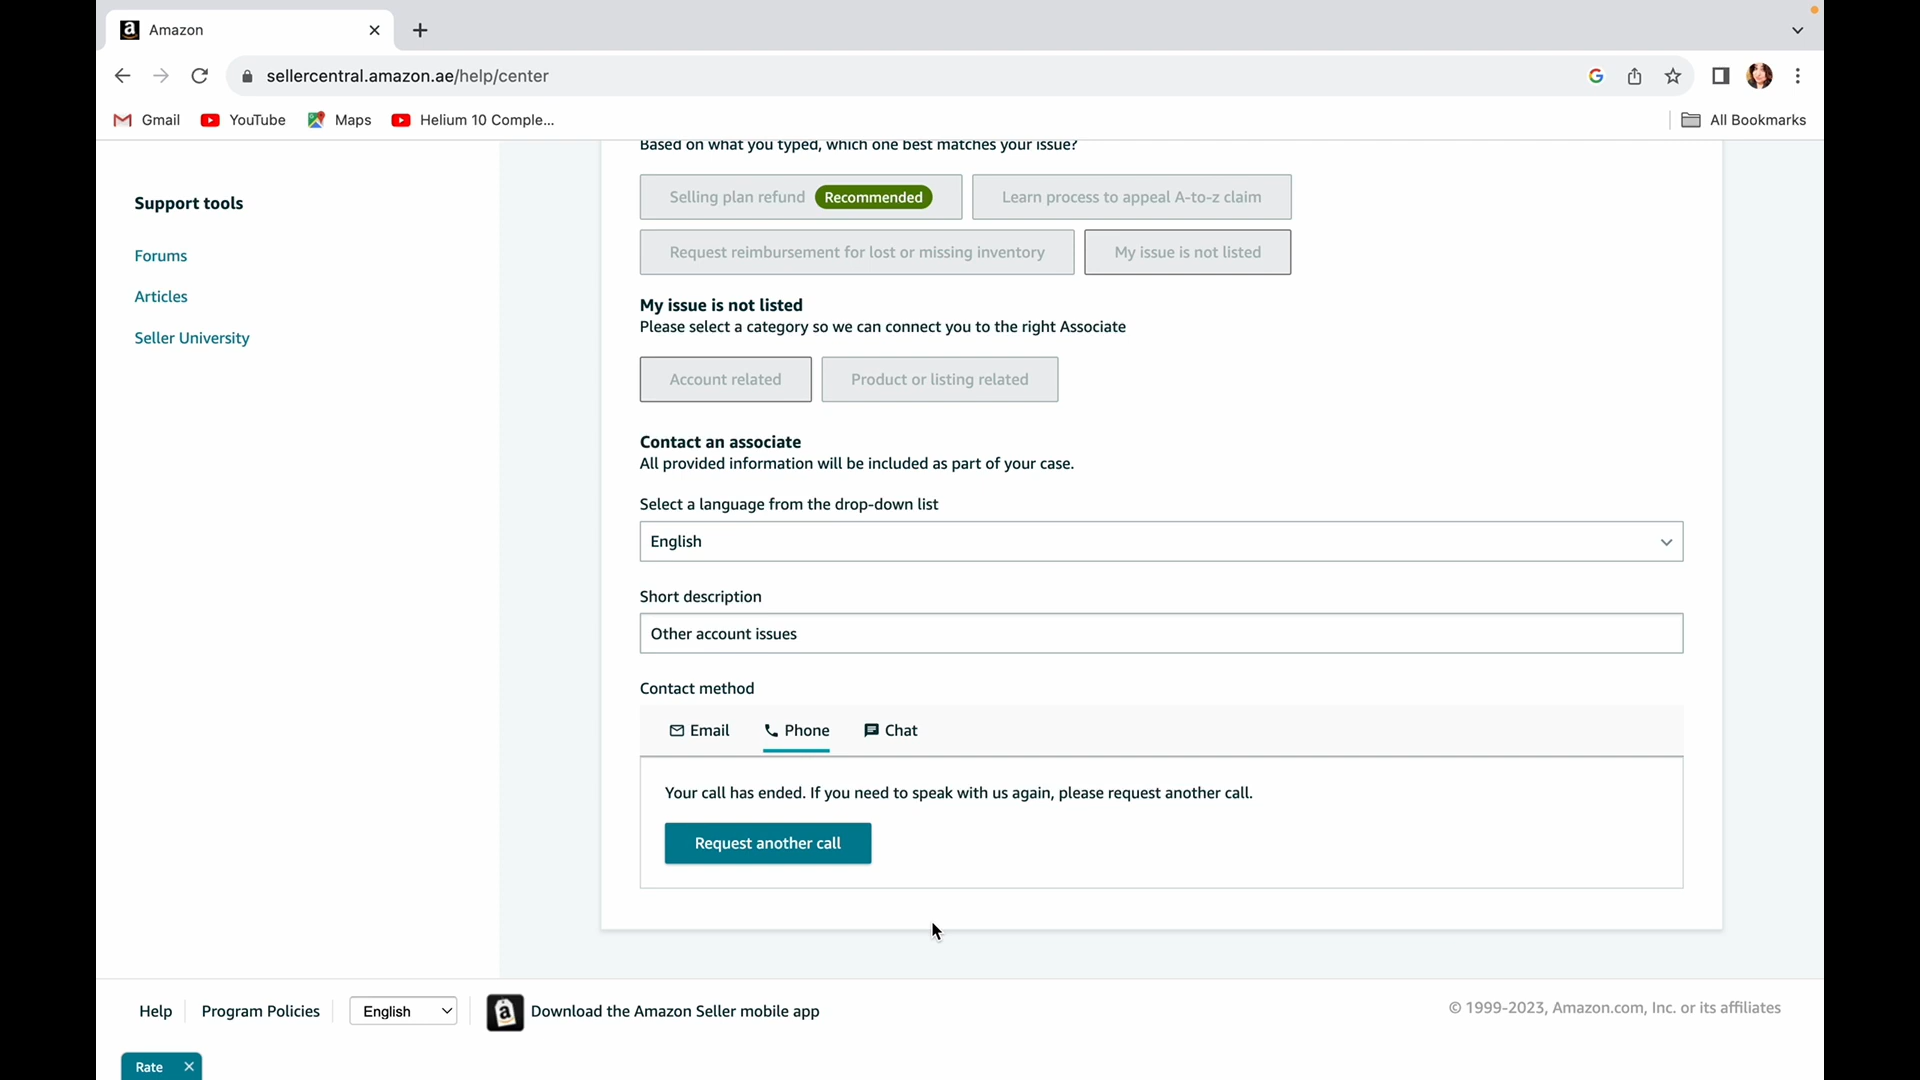 Amazon
sellercentral.amazon.ae/help/center
Gmail
YouTube
Maps
Helium 10 Comple...
All Bookmarks
Support tools
Forums
Articles
Seller University
Based on what you typed, which one best matches your issue?
Selling plan refund Recommended
Learn process to appeal A-to-z claim
Request reimbursement for lost or missing inventory
My issue is not listed
My issue is not listed
Please select a category so we can connect you to the right Associate
Account related
Product or listing related
Contact an associate
All provided information will be included as part of your case.
Select a language from the drop-down list
English
Short description
Other account issues
Contact method
Email
Phone
Chat
Your call has ended. If you need to speak with us again, please request another call.
Request another call
Help
Program Policies
English
Download the Amazon Seller mobile app
© 1999-2023, Amazon.com, Inc. or its affiliates
Rate